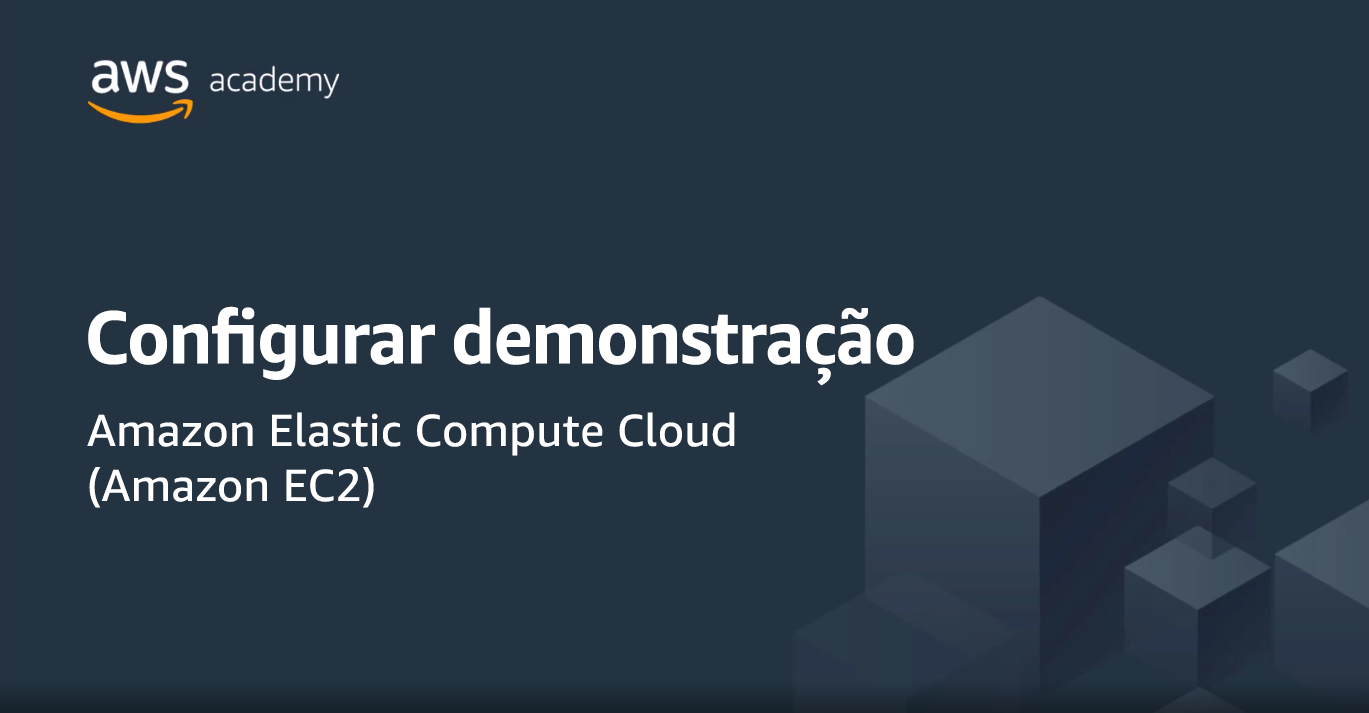 aws academy
Configurar demonstração
Amazon Elastic Compute Cloud
(Amazon EC2)